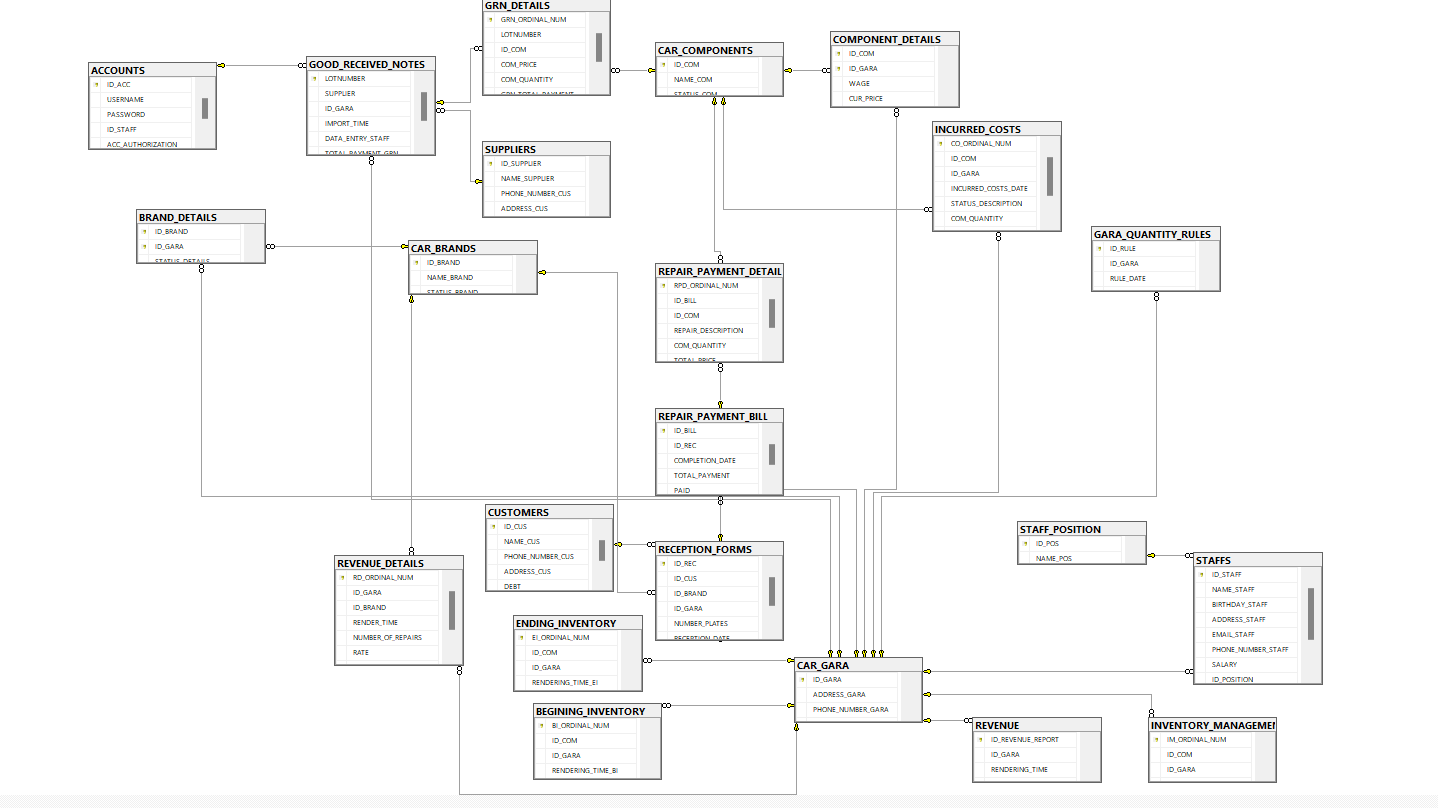 GRN_DETAILS
GRN_ORDINAL_NUM
LOTNUMBER
ID_COM
COM_PRICE
COM_QUANTITY
GRN_TOTAL_PAYMENT
COMPONENT_DETAILS
ID_COM
ID_GARA
WAGE
CUR_PRICE
CAR_COMPONENTS
ID_COM
NAME_COM
STATUS_COM
GOOD_RECEIVED_NOTES
LOTNUMBER
SUPPLIER
ID_GARA
IMPORT_TIME
DATA_ENTRY_STAFF
TOTAL_PAYMENT_GRN
ACCOUNTS
ID_ACC
USERNAME
PASSWORD
ID_STAFF
ACC_AUTHORIZATION
INCURRED_COSTS
CO_ORDINAL_NUM
ID_COM
ID_GARA
INCURRED_COSTS_DATE
STATUS_DESCRIPTION
COM_QUANTITY
SUPPLIERS
ID_SUPPLIER
NAME_SUPPLIER
PHONE_NUMBER_CUS
ADDRESS_CUS
BRAND_DETAILS
ID_BRAND
ID_GARA
STATUS_DETAILS
GARA_QUANTITY_RULES
ID_RULE
ID_GARA
RULE_DATE
CAR_BRANDS
ID_BRAND
NAME_BRAND
STATUS_BRAND
REPAIR_PAYMENT_DETAIL
RPD_ORDINAL_NUM
ID_BILL
ID_COM
REPAIR_DESCRIPTION
COM_QUANTITY
TOTAL_PRICE
REPAIR_PAYMENT_BILL
ID_BILL
ID_REC
COMPLETION_DATE
TOTAL_PAYMENT
PAID
CUSTOMERS
ID_CUS
NAME_CUS
PHONE_NUMBER_CUS
ADDRESS_CUS
DEBT
STAFF_POSITION
ID_POS
NAME_POS
RECEPTION_FORMS
ID_REC
ID_CUS
ID_BRAND
ID_GARA
NUMBER_PLATES
RECEPTION_DATE
STAFFS
ID_STAFF
NAME_STAFF
BIRTHDAY_STAFF
ADDRESS_STAFF
EMAIL_STAFF
PHONE_NUMBER_STAFF
SALARY
ID_POSITION
REVENUE_DETAILS
RD_ORDINAL_NUM
ID_GARA
ID_BRAND
RENDER_TIME
NUMBER_OF_REPAIRS
RATE
ENDING_INVENTORY
EI_ORDINAL_NUM
ID_COM
ID_GARA
RENDERING_TIME_EI
CAR_GARA
ID_GARA
ADDRESS_GARA
PHONE_NUMBER_GARA
BEGINING_INVENTORY
BI_ORDINAL_NUM
ID_COM
ID_GARA
RENDERING_TIME_BI
REVENUE
ID_REVENUE_REPORT
ID_GARA
RENDERING_TIME
INVENTORY_MANAGEMEN
IM_ORDINAL_NUM
ID_COM
ID_GARA